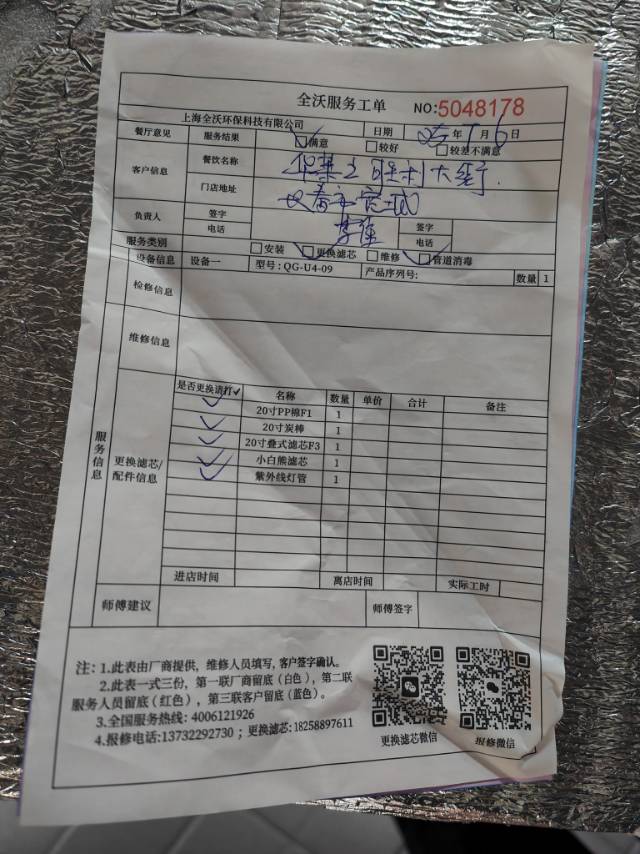 全沃服务工单 NO:5048178
上海全沃环保科技有限公司 日期 25年1月6日
餐厅意见 服务结果 ☑满意 □较好 □较差不满意
客户信息 餐饮名称
门店地址
负责人 签字 签字
电话 电话
服务类别 □安装 ☑更换滤芯 □维修 ☑管道消毒
设备信息 设备一 型号:QG-U4-09 产品序列号: 数量 1
检修信息
维修信息
服务信息
更换滤芯/配件信息
是否更换请打✓ 名称 数量 单价 合计 备注
✓ 20寸PP棉F1 1
✓ 20寸炭棒 1
✓ 20寸叠式滤芯F3 1
✓ 小白熊滤芯 1
✓ 紫外线灯管 1
进店时间 离店时间 实际工时
师傅建议 师傅签字
注:1.此表由厂商提供,维修人员填写,客户签字确认。
2.此表一式三份,第一联厂商留底(白色),第二联
服务人员留底(红色),第三联客户留底(蓝色)。
3.全国服务热线: 4006121926
4.报修电话:13732292730 ; 更换滤芯:18258897611
更换滤芯微信 报修微信